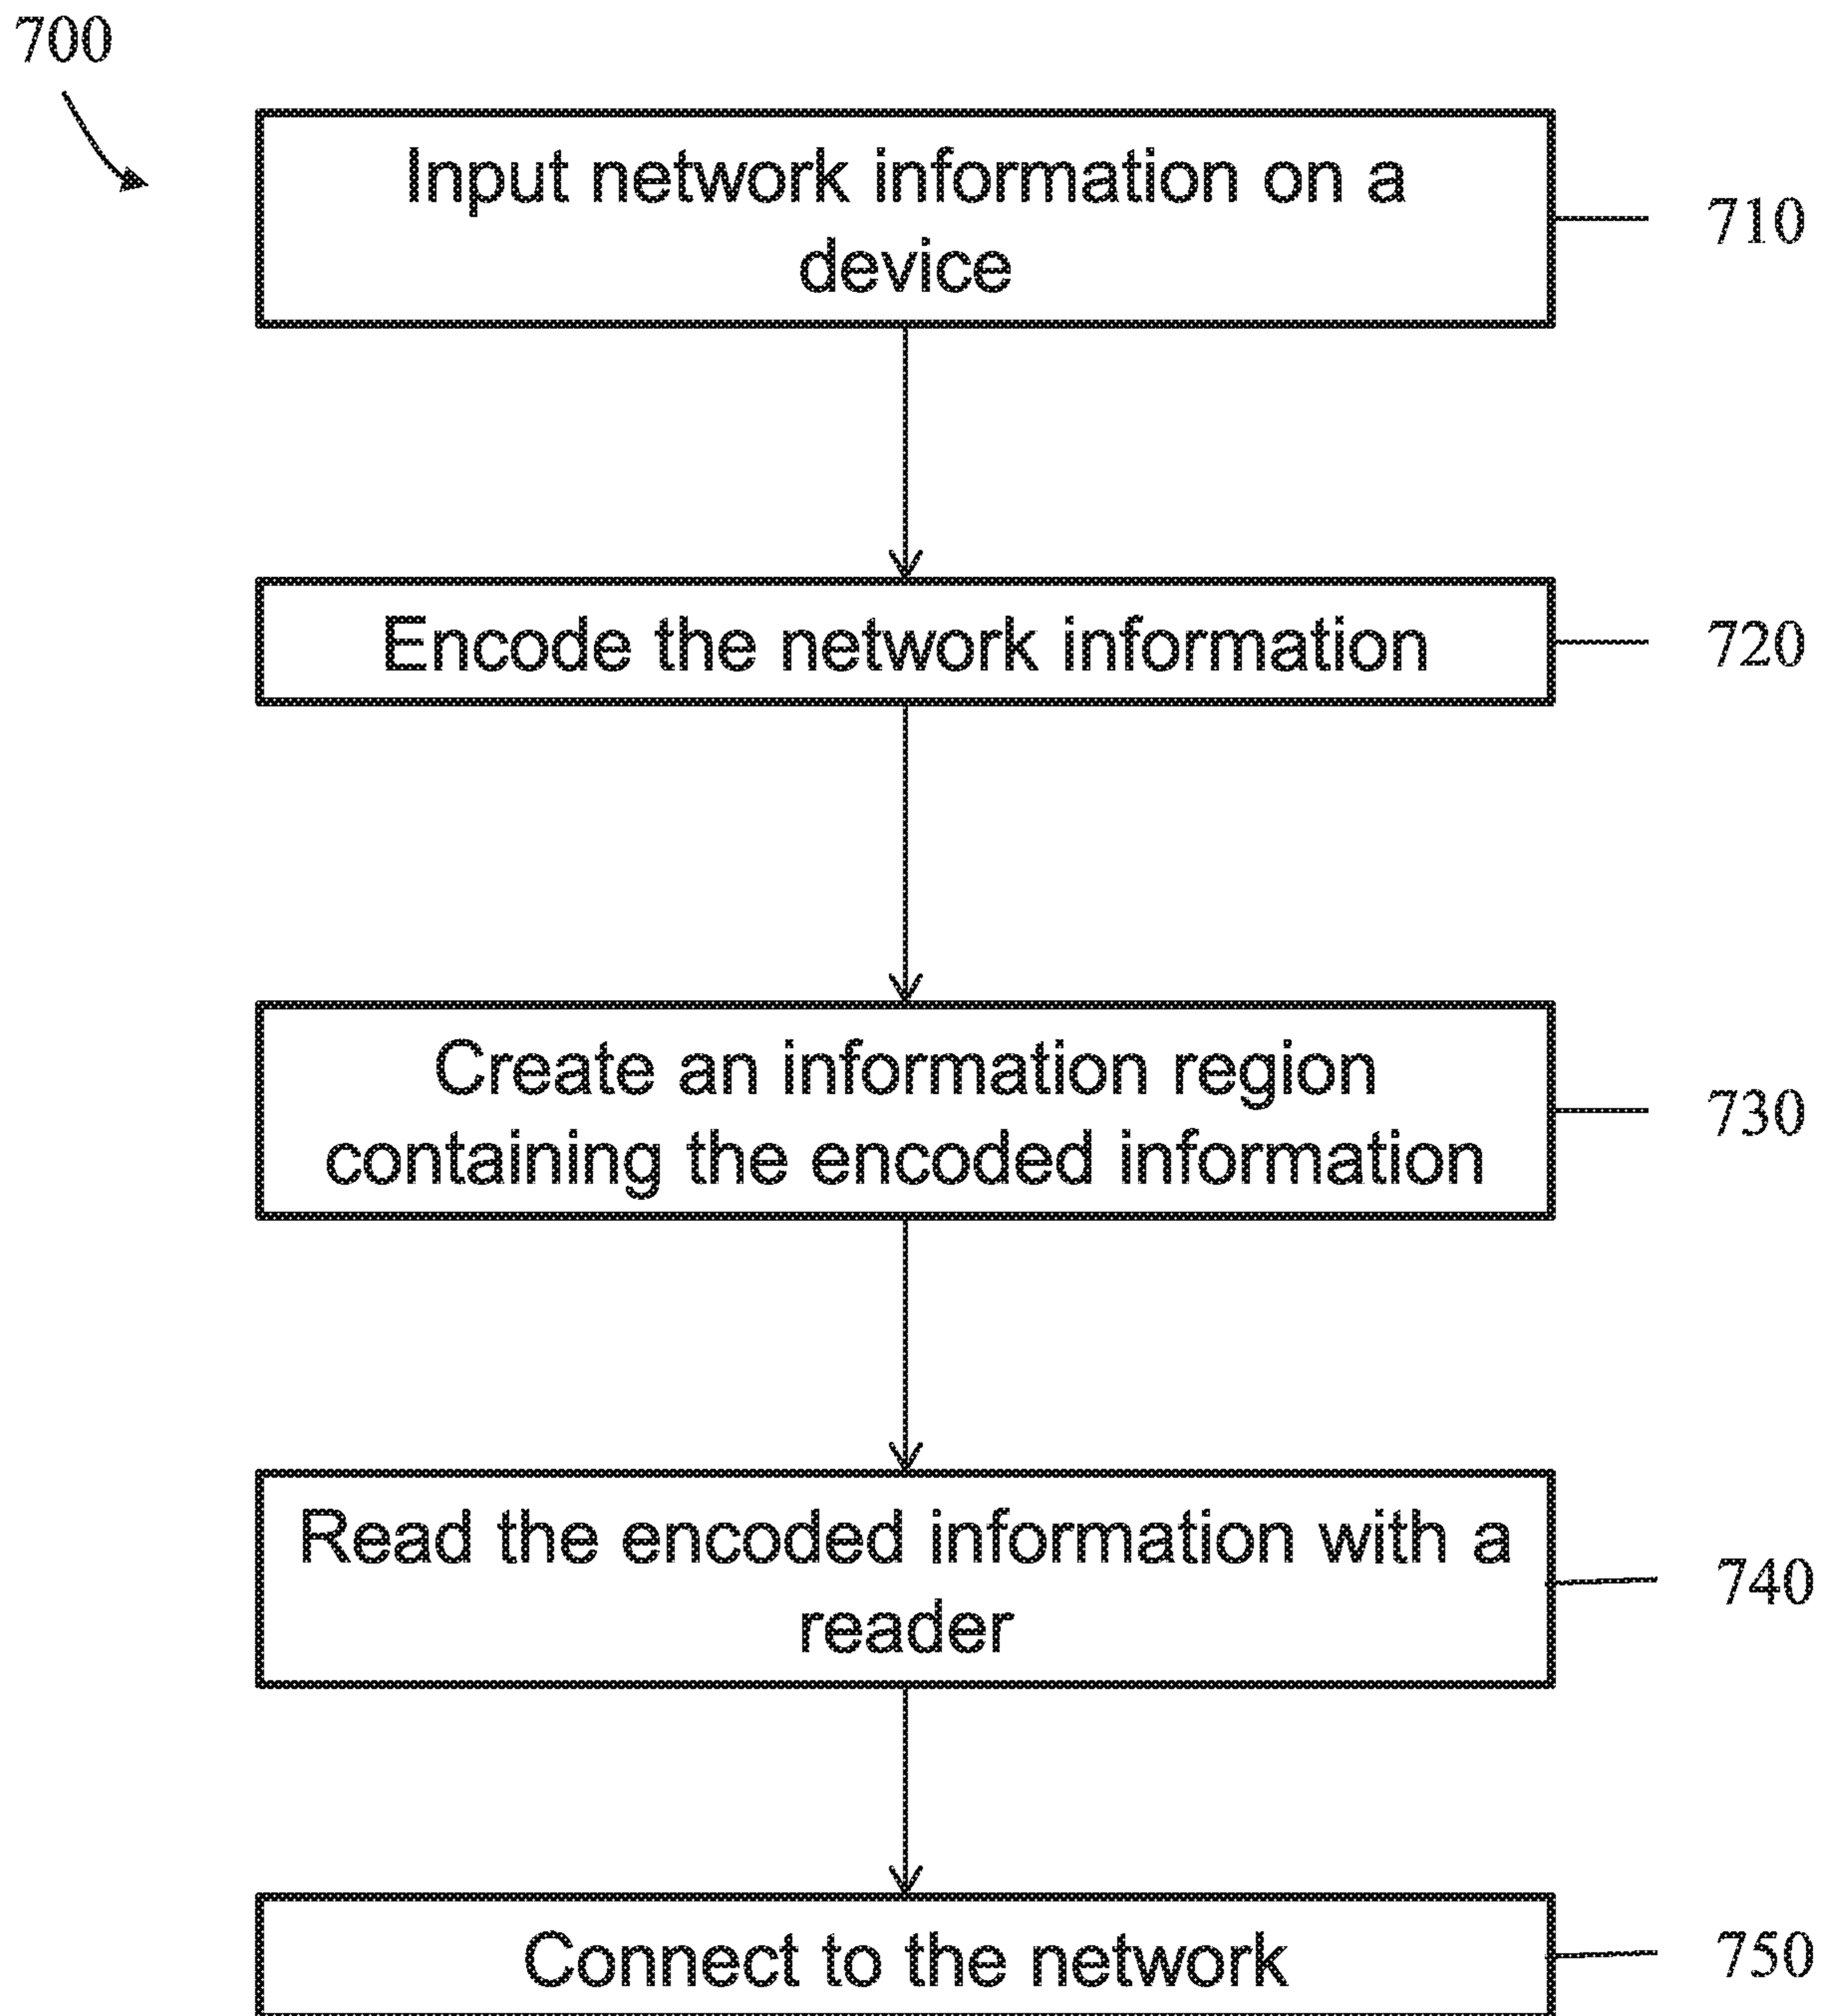 700
Input network information on a
device
710
Encode the network information
720
Create an information region
containing the encoded information
730
Read the encoded information with a
reader
740
Connect to the network
750